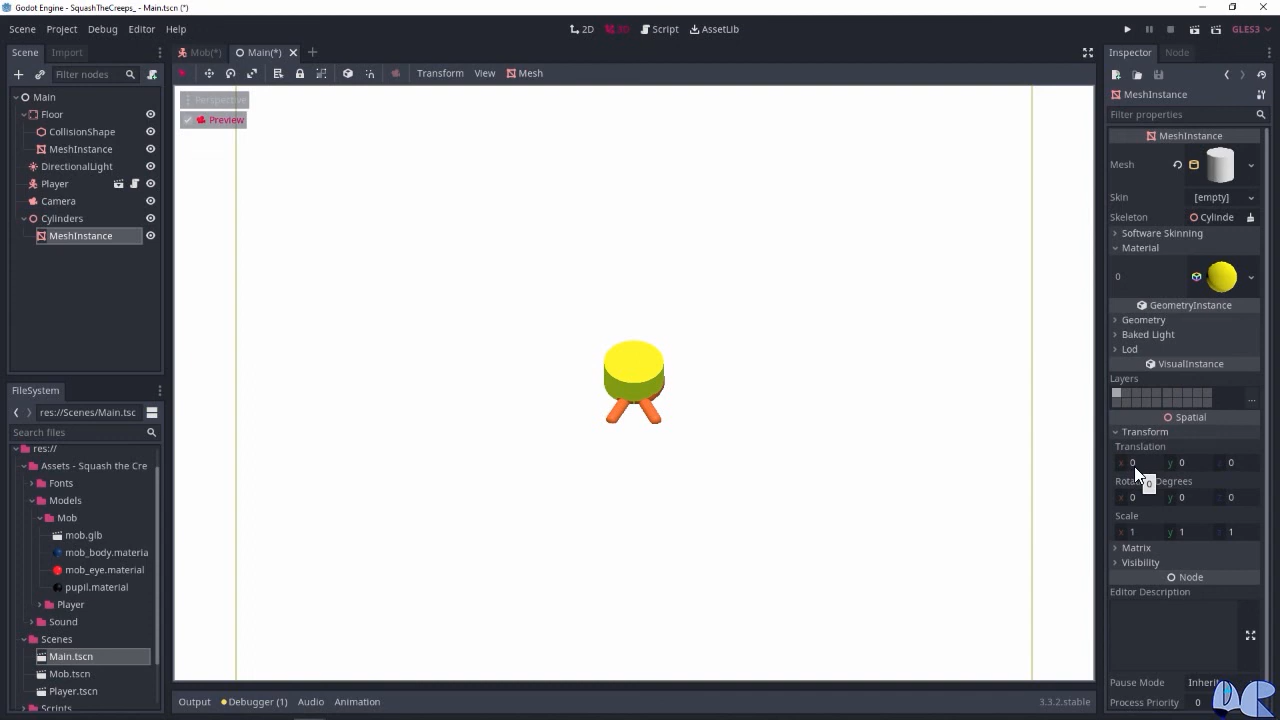 Godot Engine - SquashTheCreeps_ - Main.tscn (*)
Scene Project Debug Editor Help
2D 3D Script AssetLib
GLES3
Scene Import
Mob(*) Main(*)
Inspector Node
Filter nodes
Transform View Mesh
Main
Floor
CollisionShape
MeshInstance
DirectionalLight
Player
Camera
Cylinders
MeshInstance
Perspective
Preview
MeshInstance
Filter properties
MeshInstance
Mesh
Skin [empty]
Skeleton Cylinde
Software Skinning
Material
0
GeometryInstance
Geometry
Baked Light
Lod
VisualInstance
Layers
...
Spatial
Transform
Translation
x 0 y 0 z 0
0
Degrees
x 0 y 0 z 0
Scale
x 1 y 1 z 1
Matrix
Visibility
Node
Editor Description
Pause Mode Inherit
Process Priority 0
FileSystem
res://Scenes/Main.tsc
Search files
res://
Assets - Squash the Cre
Fonts
Models
Mob
mob.glb
mob_body.materia
mob_eye.material
pupil.material
Player
Sound
Scenes
Main.tscn
Mob.tscn
Player.tscn
Scripts
Output Debugger (1) Audio Animation
3.3.2.stable